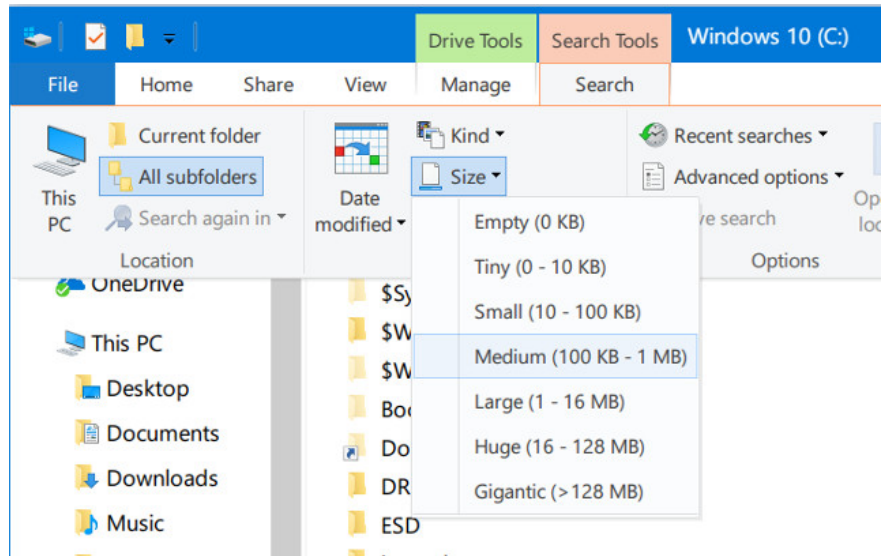 Drive Tools
Search Tools
Windows 10 (C:)
File
Home
Share
View
Manage
Search
This
PC
Current folder
All subfolders
Search again in
Location
Date
modified
Kind
Size
Empty (0 KB)
Tiny (0 - 10 KB)
Small (10 - 100 KB)
Medium (100 KB - 1 MB)
Large (1 - 16 MB)
Huge (16 - 128 MB)
Gigantic (>128 MB)
Recent searches
Advanced options
search
Options
OneDrive
This PC
Desktop
Documents
Downloads
Music
ESD